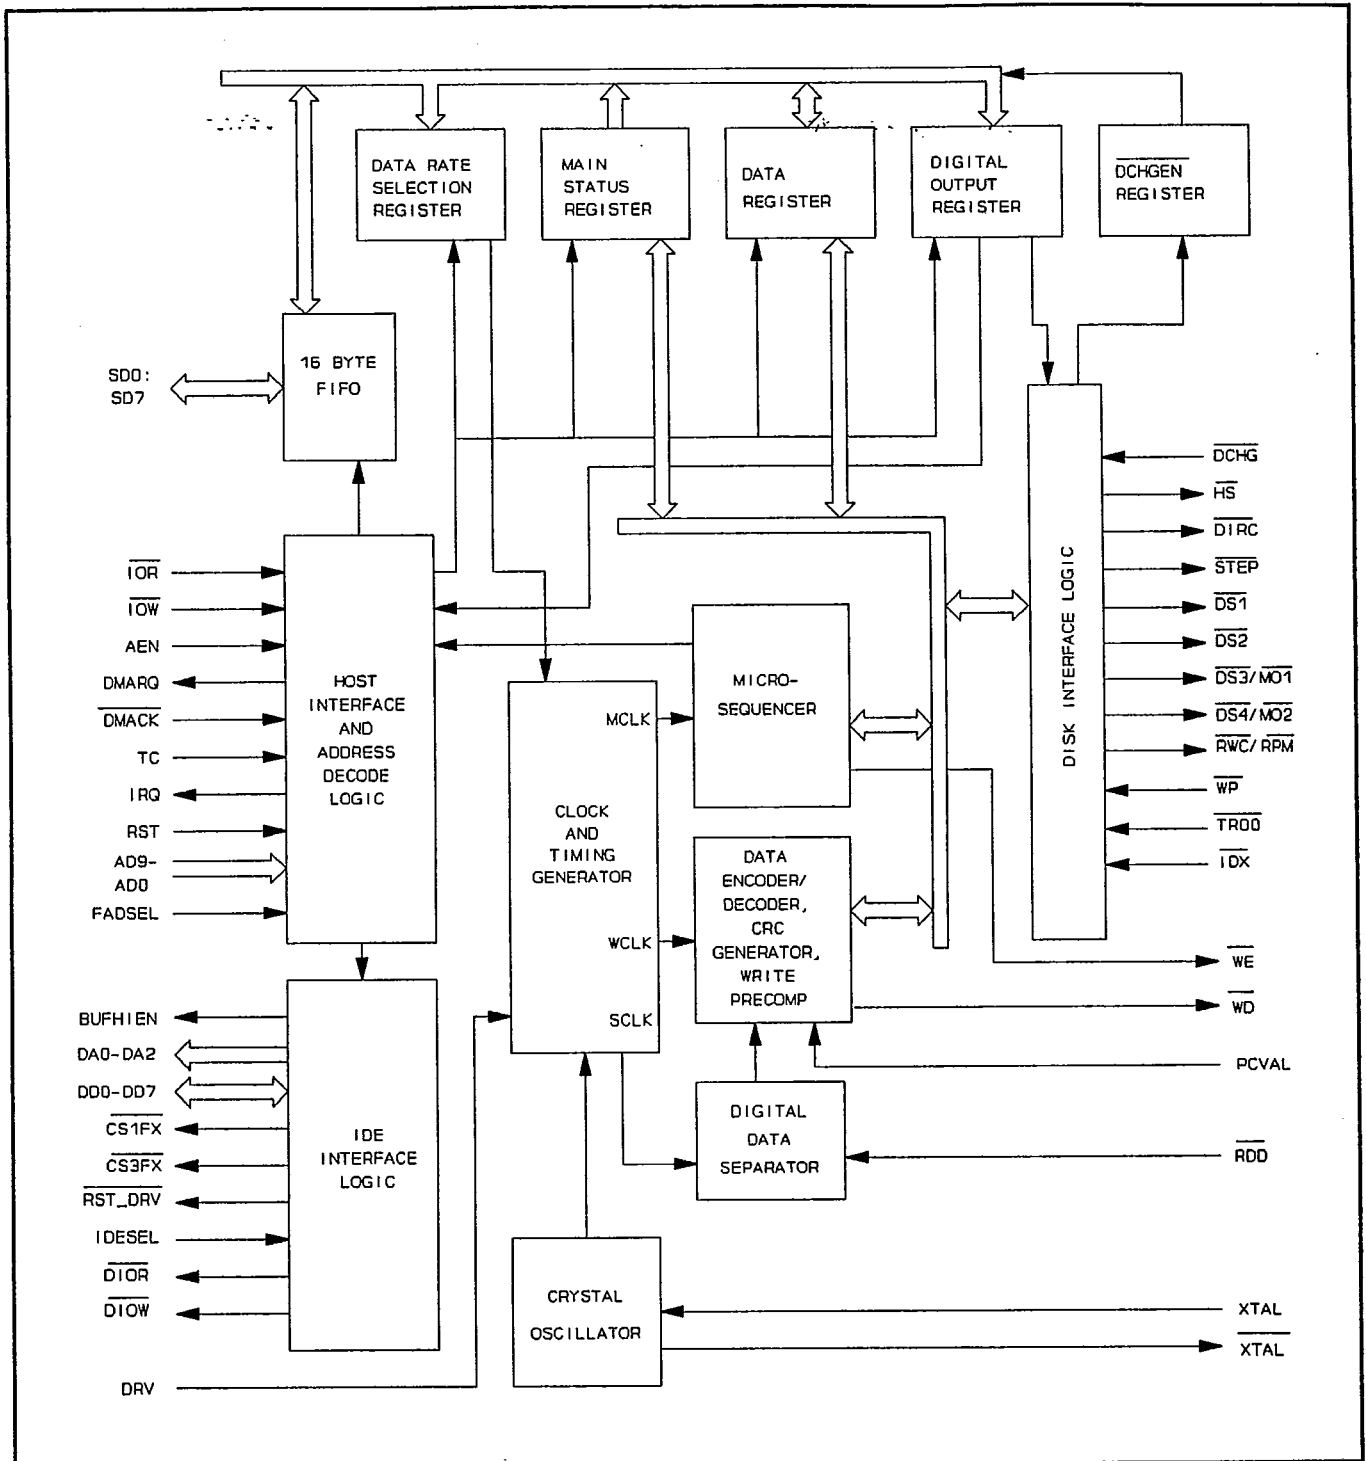 DATA RATE
SELECTION
REGISTER
MAIN
STATUS
REGISTER
DATA
REGISTER
DIGITAL
OUTPUT
REGISTER
DCHGEN
REGISTER
16 BYTE
FIFO
SD0:
SD7
IOR
IOW
AEN
DMARQ
DMACK
TC
IRQ
RST
AD9-
AD0
FADSEL
HOST
INTERFACE
AND
ADDRESS
DECODE
LOGIC
BUFHIEN
DA0-DA2
DD0-DD7
CS1FX
CS3FX
RST_DRV
IDESEL
DIOR
DIOW
DRV
IDE
INTERFACE
LOGIC
MCLK
CLOCK
AND
TIMING
GENERATOR
WCLK
SCLK
MICRO-
SEQUENCER
DATA
ENCODER/
DECODER,
CRC
GENERATOR,
WRITE
PRECOMP
DIGITAL
DATA
SEPARATOR
CRYSTAL
OSCILLATOR
DISK INTERFACE LOGIC
DCHG
HS
DIRC
STEP
DS1
DS2
DS3/MO1
DS4/MO2
RWC/RPM
WP
TR00
IDX
WE
WD
PCVAL
RDD
XTAL
XTAL